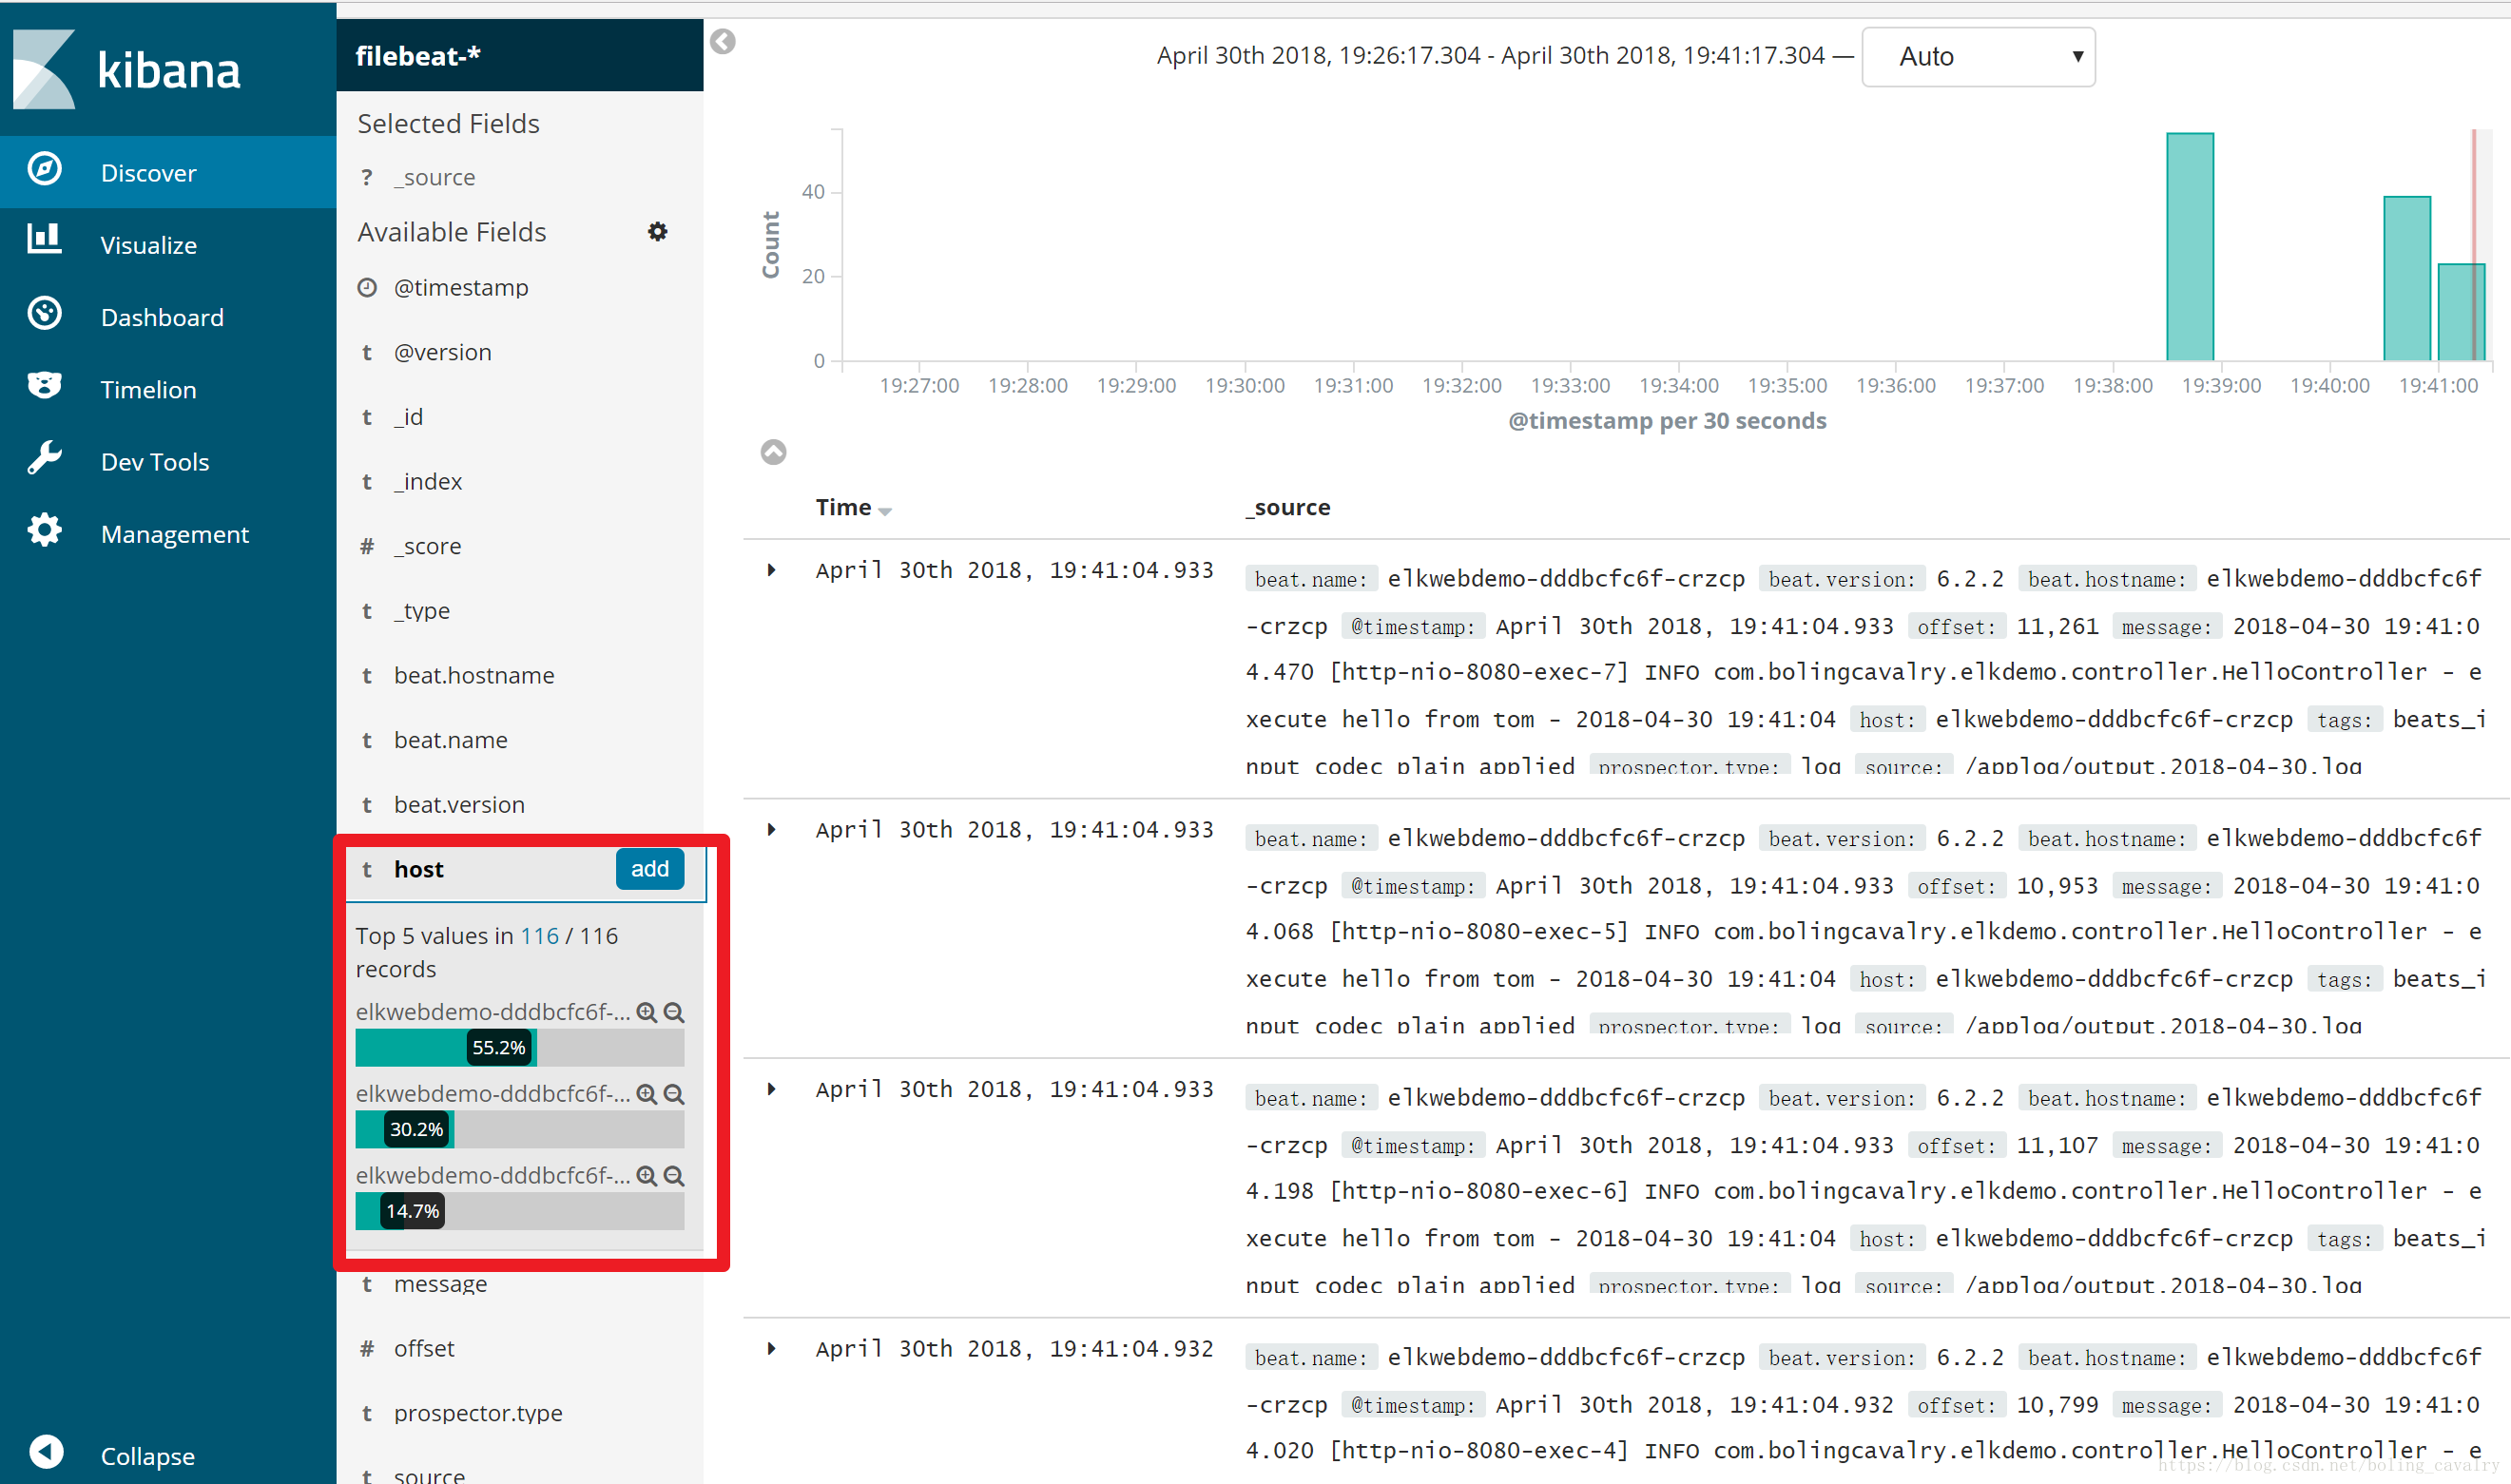 kibana
Discover
Visualize
Dashboard
Timelion
Dev Tools
Management
Collapse
filebeat-*
Selected Fields
? _source
Available Fields
@timestamp
t @version
t _id
t _index
# _score
t _type
t beat.hostname
t beat.name
t beat.version
t host add
Top 5 values in 116 / 116
records
elkwebdemo-dddbcfc6f-...
55.2%
elkwebdemo-dddbcfc6f-...
30.2%
elkwebdemo-dddbcfc6f-...
14.7%
t message
# offset
t prospector.type
t source
April 30th 2018, 19:26:17.304 - April 30th 2018, 19:41:17.304 — Auto
Count
40
20
0
19:27:00 19:28:00 19:29:00 19:30:00 19:31:00 19:32:00 19:33:00 19:34:00 19:35:00 19:36:00 19:37:00 19:38:00 19:39:00 19:40:00 19:41:00
@timestamp per 30 seconds
Time _source
April 30th 2018, 19:41:04.933 beat.name: elkwebdemo-dddbcfc6f-crzcp beat.version: 6.2.2 beat.hostname: elkwebdemo-dddbcfc6f
-crzcp @timestamp: April 30th 2018, 19:41:04.933 offset: 11,261 message: 2018-04-30 19:41:0
4.470 [http-nio-8080-exec-7] INFO com.bolingcavalry.elkdemo.controller.HelloController - e
xecute hello from tom - 2018-04-30 19:41:04 host: elkwebdemo-dddbcfc6f-crzcp tags: beats_i
nput_codec_plain_applied prospector.type: log source: /applog/output.2018-04-30.log
April 30th 2018, 19:41:04.933 beat.name: elkwebdemo-dddbcfc6f-crzcp beat.version: 6.2.2 beat.hostname: elkwebdemo-dddbcfc6f
-crzcp @timestamp: April 30th 2018, 19:41:04.933 offset: 10,953 message: 2018-04-30 19:41:0
4.068 [http-nio-8080-exec-5] INFO com.bolingcavalry.elkdemo.controller.HelloController - e
xecute hello from tom - 2018-04-30 19:41:04 host: elkwebdemo-dddbcfc6f-crzcp tags: beats_i
nput_codec_plain_applied prospector.type: log source: /applog/output.2018-04-30.log
April 30th 2018, 19:41:04.933 beat.name: elkwebdemo-dddbcfc6f-crzcp beat.version: 6.2.2 beat.hostname: elkwebdemo-dddbcfc6f
-crzcp @timestamp: April 30th 2018, 19:41:04.933 offset: 11,107 message: 2018-04-30 19:41:0
4.198 [http-nio-8080-exec-6] INFO com.bolingcavalry.elkdemo.controller.HelloController - e
xecute hello from tom - 2018-04-30 19:41:04 host: elkwebdemo-dddbcfc6f-crzcp tags: beats_i
nput_codec_plain_applied prospector.type: log source: /applog/output.2018-04-30.log
April 30th 2018, 19:41:04.932 beat.name: elkwebdemo-dddbcfc6f-crzcp beat.version: 6.2.2 beat.hostname: elkwebdemo-dddbcfc6f
-crzcp @timestamp: April 30th 2018, 19:41:04.932 offset: 10,799 message: 2018-04-30 19:41:0
4.020 [http-nio-8080-exec-4] INFO com.bolingcavalry.elkdemo.controller.HelloController - e
https://blog.csdn.net/boling_cavalry